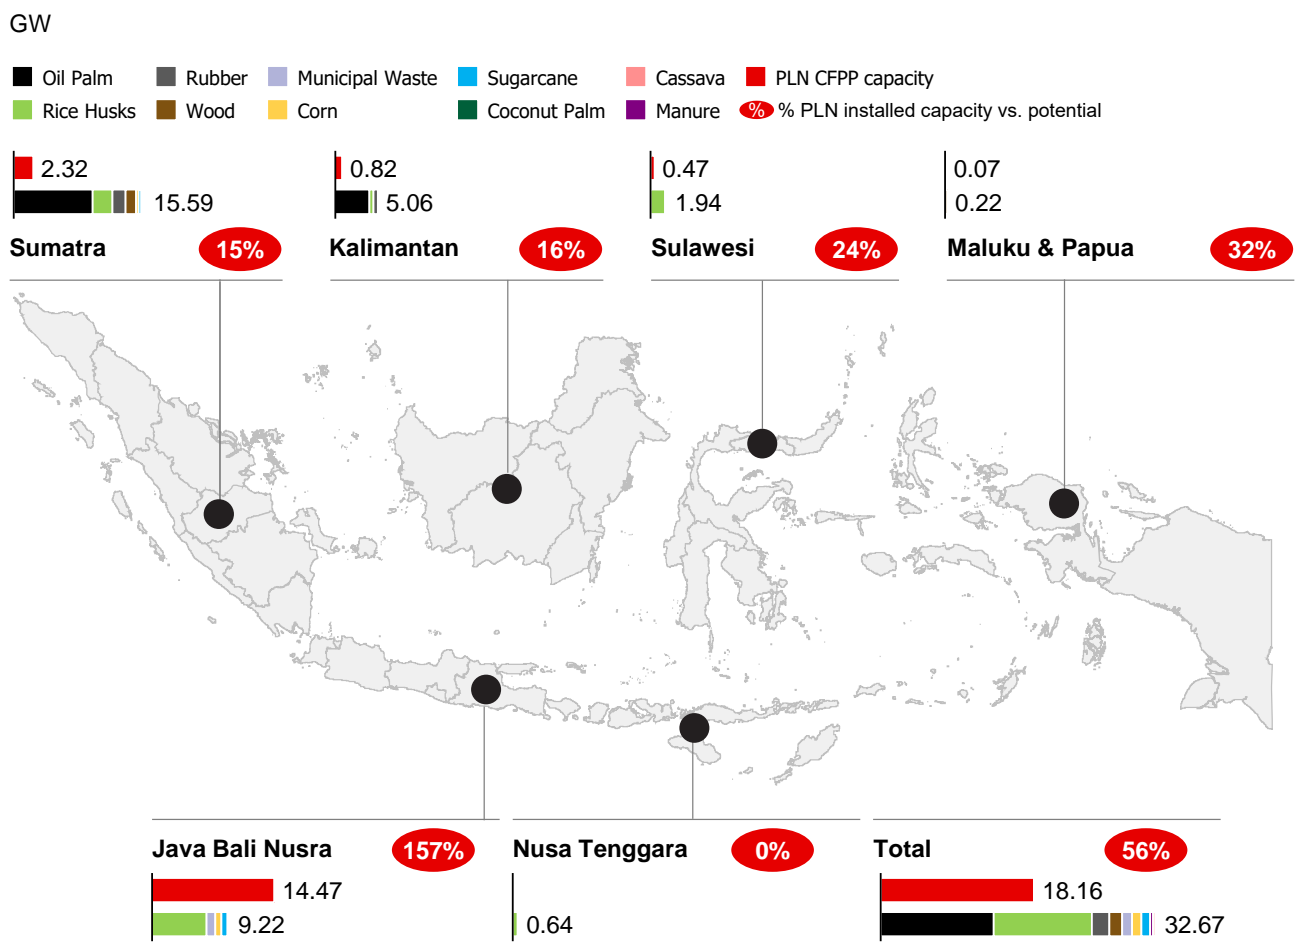 GW
Oil Palm Rubber Municipal Waste Sugarcane Cassava PLN CFPP capacity
Rice Husks Wood Corn Coconut Palm Manure % % PLN installed capacity vs. potential
2.32 0.82 0.47 0.07
15.59 5.06 1.94 0.22
Sumatra 15% Kalimantan 16% Sulawesi 24% Maluku & Papua 32%
Java Bali Nusra 157% Nusa Tenggara 0% Total 56%
14.47 18.16
9.22 0.64 32.67